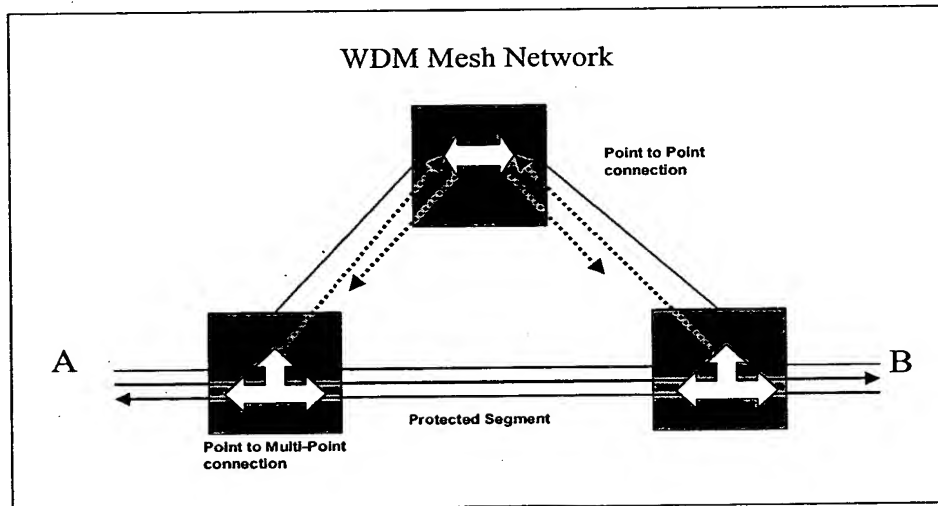 WDM Mesh Network
Point to Point
connection
A
B
Protected Segment
Point to Multi-Point
connection